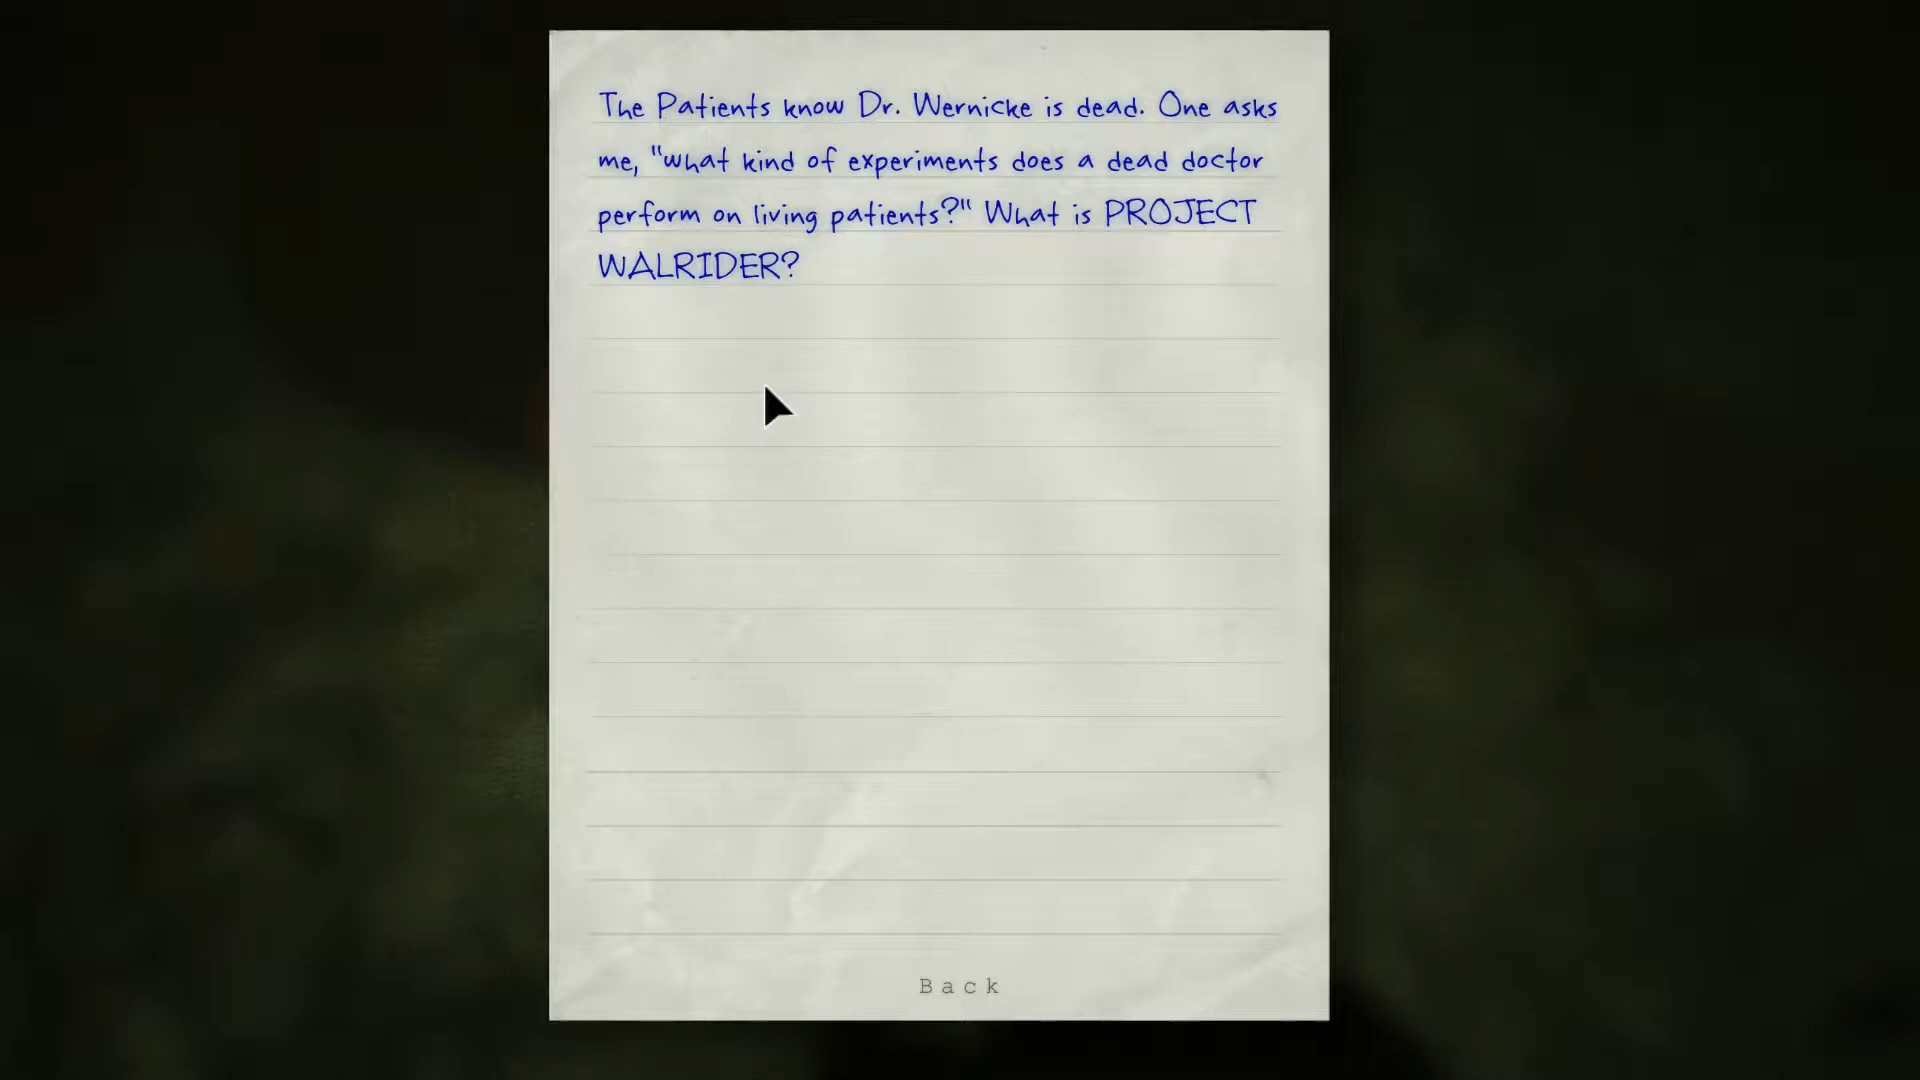 The Patients know Dr. Wernicke is dead. One asks
me, "what kind of experiments does a dead doctor
perform on living patients?" What is PROJECT
WALRIDER?
Back